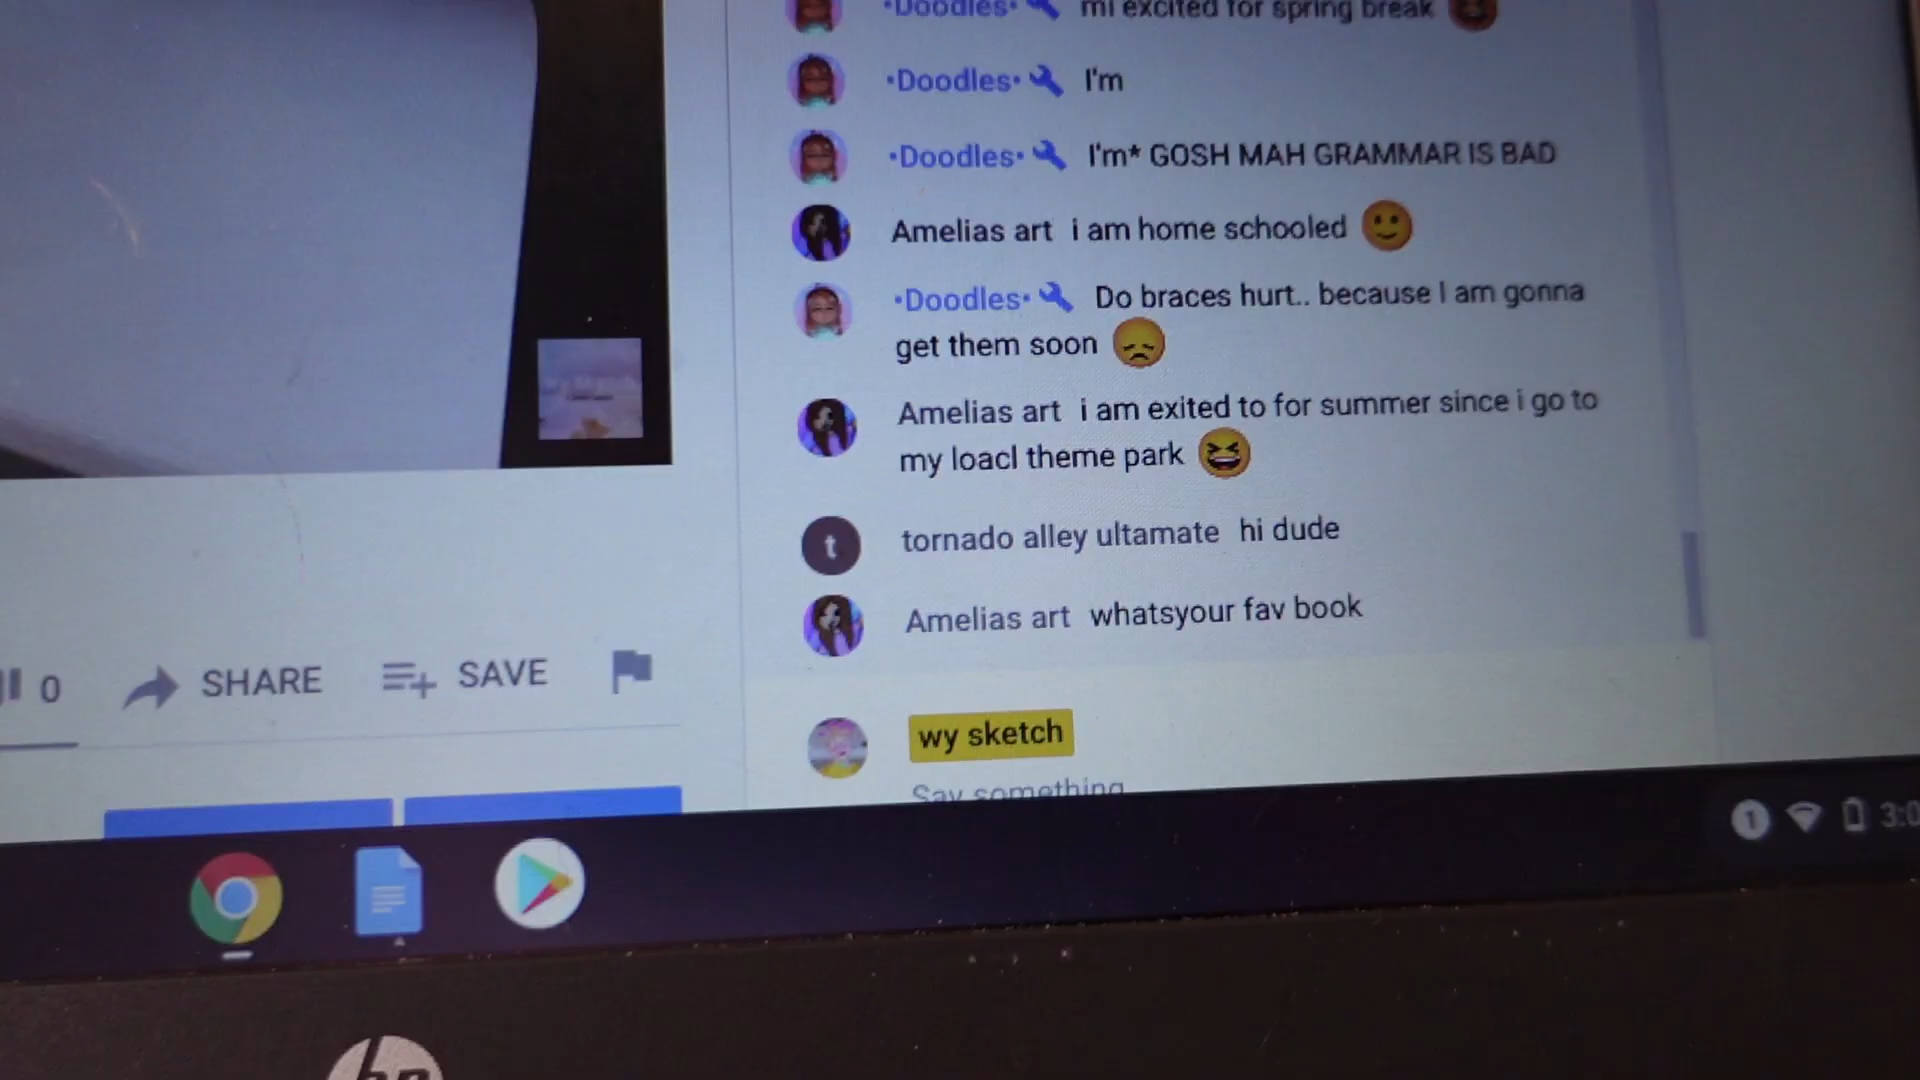 •Doodles• mi excited for spring break
•Doodles• I'm
•Doodles• I'm* GOSH MAH GRAMMAR IS BAD
Amelias art i am home schooled
•Doodles• Do braces hurt.. because I am gonna
get them soon
Amelias art i am exited to for summer since i go to
my loacl theme park
t
tornado alley ultamate hi dude
Amelias art whatsyour fav book
0 SHARE SAVE
wy sketch
Say something
1 3:0
hp